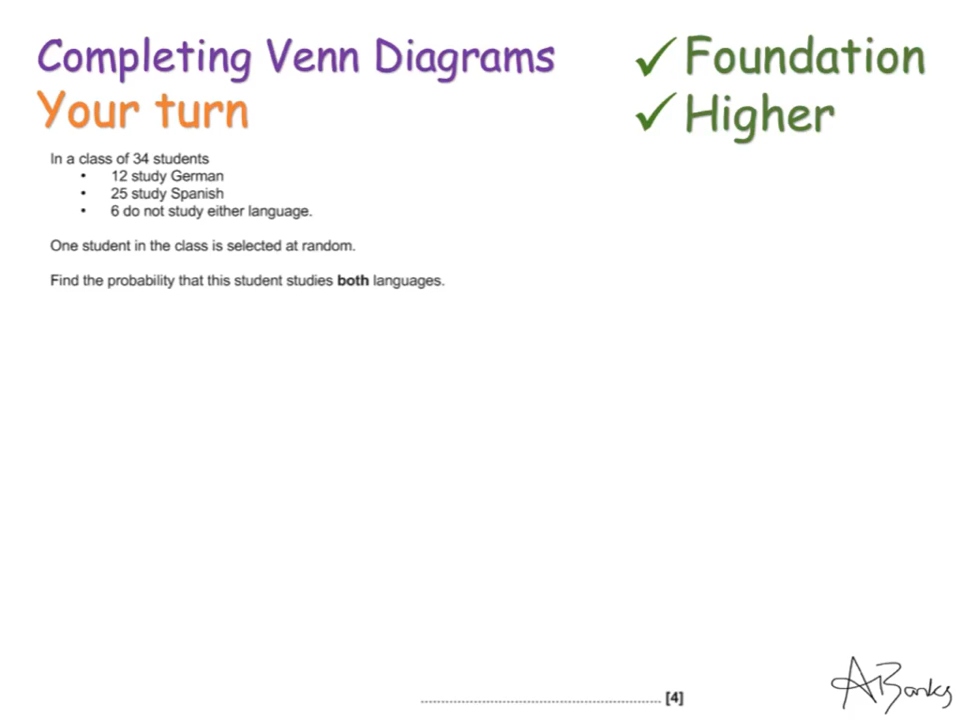 Completing Venn Diagrams
Your turn
✓ Foundation
✓ Higher
In a class of 34 students
• 12 study German
• 25 study Spanish
• 6 do not study either language.
One student in the class is selected at random.
Find the probability that this student studies both languages.
[4]
ABanks